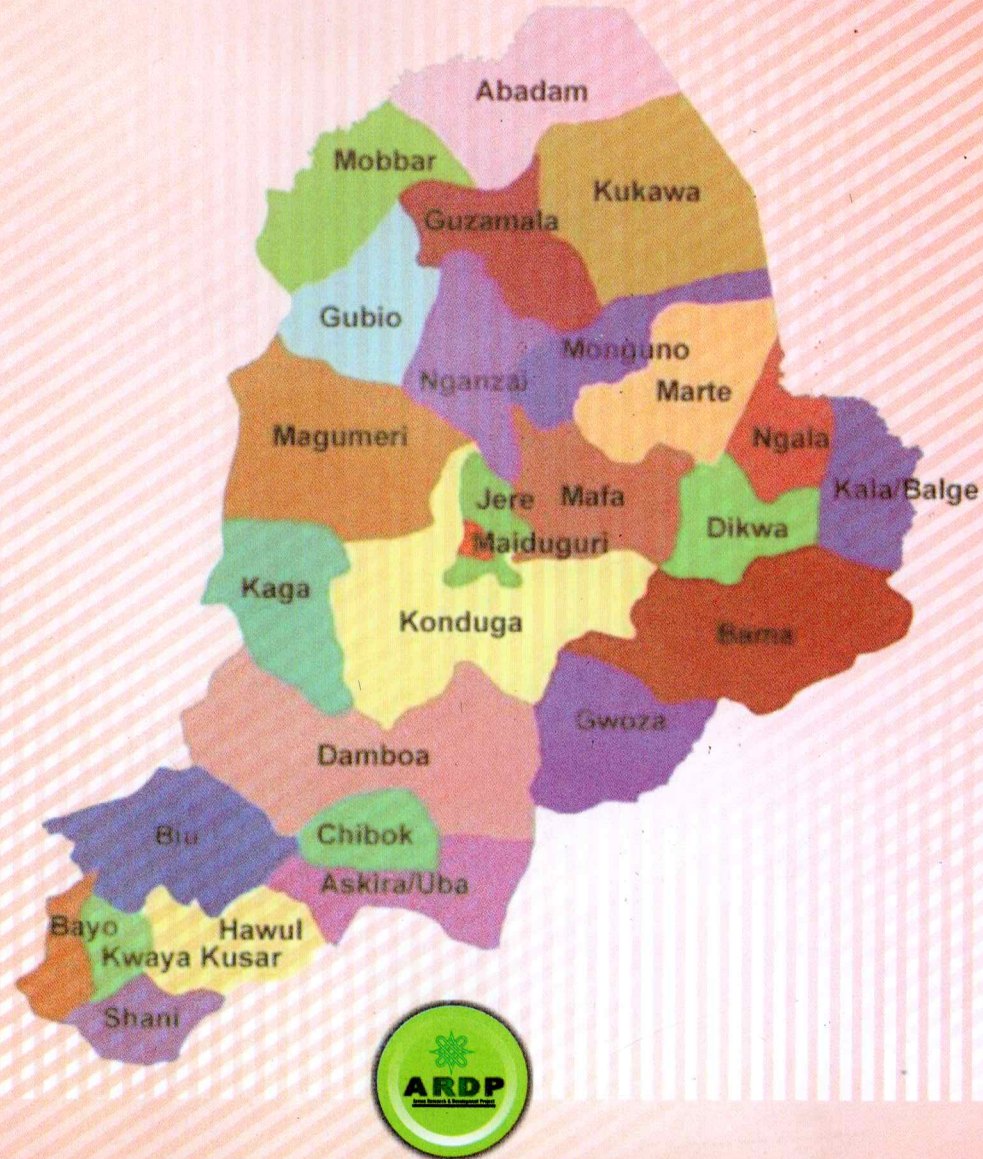 Abadam
Mobbar
Kukawa
Guzamala
Gubio
Monguno
Nganzai
Marte
Magumeri
Ngala
Kala/Balge
Jere
Mafa
Dikwa
Maiduguri
Kaga
Konduga
Bama
Gwoza
Damboa
Biu
Chibok
Askira/Uba
Bayo
Hawul
Kwaya Kusar
Shani
ARDP